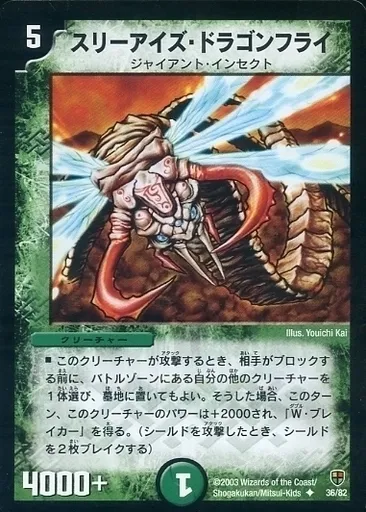 5
スリーアイズ・ドラゴンフライ
ジャイアント・インセクト
Illus. Youichi Kai
クリーチャー
■ このクリーチャーが攻撃するとき、相手がブロックす
る前に、バトルゾーンにある自分の他のクリーチャーを
1体選び、墓地に置いてもよい。そうした場合、このター
ン、このクリーチャーのパワーは+2000され、「W・ブレ
イカー」を得る。（シールドを攻撃したとき、シールド
を2枚ブレイクする）
4000+
1
©2003 Wizards of the Coast/
Shogakukan/Mitsui-Kids
36/82